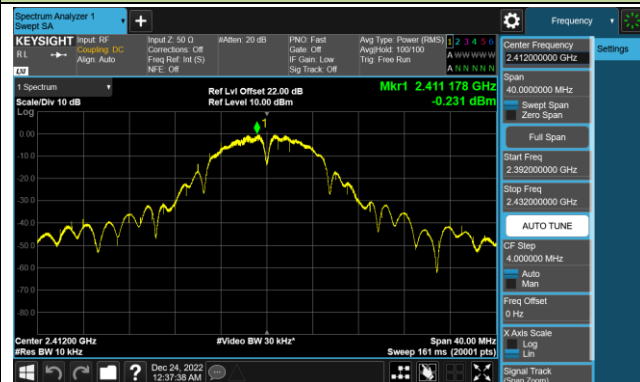 Spectrum Analyzer 1
Swept SA
+
Frequency
KEYSIGHT
Input: RF
Coupling: DC
Align: Auto
RL
LXI
Input Z: 50 Ω
Corrections: Off
Freq Ref: Int (S)
NFE: Off
#Atten: 20 dB
PNO: Fast
Gate: Off
IF Gain: Low
Sig Track: Off
Avg Type: Power (RMS)
Avg|Hold: 100/100
Trig: Free Run
1 2 3 4 5 6
A W W W W W
A N N N N N
1 Spectrum
Scale/Div 10 dB
Log
Ref Lvl Offset 22.00 dB
Ref Level 10.00 dBm
Mkr1 2.411 178 GHz
-0.231 dBm
1
0.00
-10.0
-20.0
-30.0
-40.0
-50.0
-60.0
-70.0
-80.0
Center 2.41200 GHz
#Res BW 10 kHz
#Video BW 30 kHz*
Span 40.00 MHz
Sweep 161 ms (20001 pts)
Dec 24, 2022
12:37:38 AM
?
Center Frequency
2.412000000 GHz
Settings
Span
40.0000000 MHz
Swept Span
Zero Span
Full Span
Start Freq
2.392000000 GHz
Stop Freq
2.432000000 GHz
AUTO TUNE
CF Step
4.000000 MHz
Auto
Man
Freq Offset
0 Hz
X Axis Scale
Log
Lin
Signal Track
(Span Zoom)